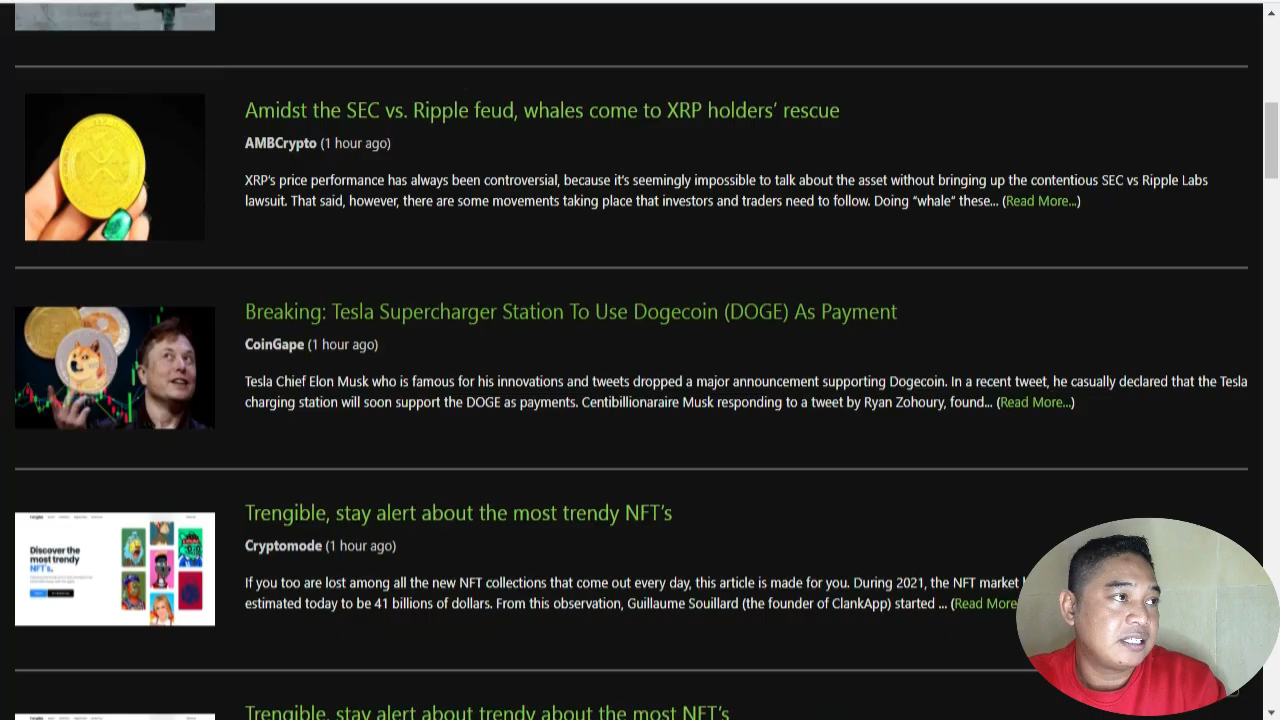 Amidst the SEC vs. Ripple feud, whales come to XRP holders' rescue
AMBCrypto (1 hour ago)
XRP's price performance has always been controversial, because it's seemingly impossible to talk about the asset without bringing up the contentious SEC vs Ripple Labs
lawsuit. That said, however, there are some movements taking place that investors and traders need to follow. Doing “whale” these... (Read More...)
Breaking: Tesla Supercharger Station To Use Dogecoin (DOGE) As Payment
CoinGape (1 hour ago)
Tesla Chief Elon Musk who is famous for his innovations and tweets dropped a major announcement supporting Dogecoin. In a recent tweet, he casually declared that the Tesla
charging station will soon support the DOGE as payments. Centibillionaraire Musk responding to a tweet by Ryan Zohoury, found... (Read More...)
Trengible, stay alert about the most trendy NFT's
Cryptomode (1 hour ago)
Discover the
most trendy
NFT's.
If you too are lost among all the new NFT collections that come out every day, this article is made for you. During 2021, the NFT market
estimated today to be 41 billions of dollars. From this observation, Guillaume Souillard (the founder of ClankApp) started ... (Read More
Trengible, stay alert about trendy about the most NFT's